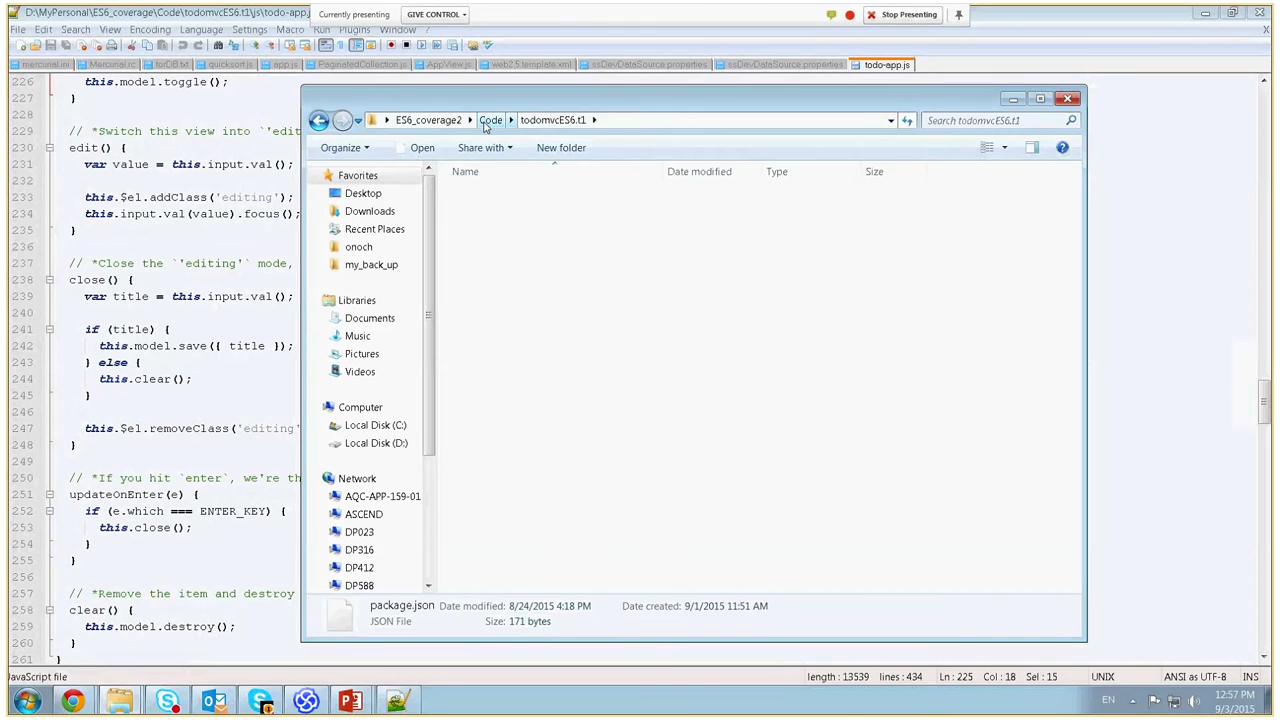 D:\MyPersonal\ES6_coverage\Code\todomvcES6.t1\js\todo-app.j
Currently presenting
GIVE CONTROL
Stop Presenting
File Edit Search View Encoding Language Settings Macro Run Plugins Window ?
X
mercurial.ini Mercurial.rc forDB.txt quicksort.js app.js PaginatedCollection.js AppView.js web2.5.template.xml ssDevDataSource.properties ssDevDataSource.properties todo-app.js
226 this.model.toggle();
227 }
228
229 // *Switch this view into `'edit
230 edit() {
231 var value = this.input.val();
232
233 this.$el.addClass('editing');
234 this.input.val(value).focus();
235 }
236
237 // *Close the `'editing'` mode,
238 close() {
239 var title = this.input.val();
240
241 if (title) {
242 this.model.save({ title });
243 } else {
244 this.clear();
245 }
246
247 this.$el.removeClass('editing'
248 }
249
250 // *If you hit `enter`, we're th
251 updateOnEnter(e) {
252 if (e.which === ENTER_KEY) {
253 this.close();
254 }
255 }
256
257 // *Remove the item and destroy
258 clear() {
259 this.model.destroy();
260 }
261 }
ES6_coverage2 Code todomvcES6.t1
Search todomvcES6.t1
Organize Open Share with New folder
Name Date modified Type Size
Favorites
Desktop
Downloads
Recent Places
onoch
my_back_up
Libraries
Documents
Music
Pictures
Videos
Computer
Local Disk (C:)
Local Disk (D:)
Network
AQC-APP-159-01
ASCEND
DP023
DP316
DP412
DP588
package.json Date modified: 8/24/2015 4:18 PM Date created: 9/1/2015 11:51 AM
JSON File Size: 171 bytes
JavaScript file
length : 13539 lines : 434 Ln : 225 Col : 18 Sel : 15 UNIX ANSI as UTF-8 INS
EN
12:57 PM
9/3/2015